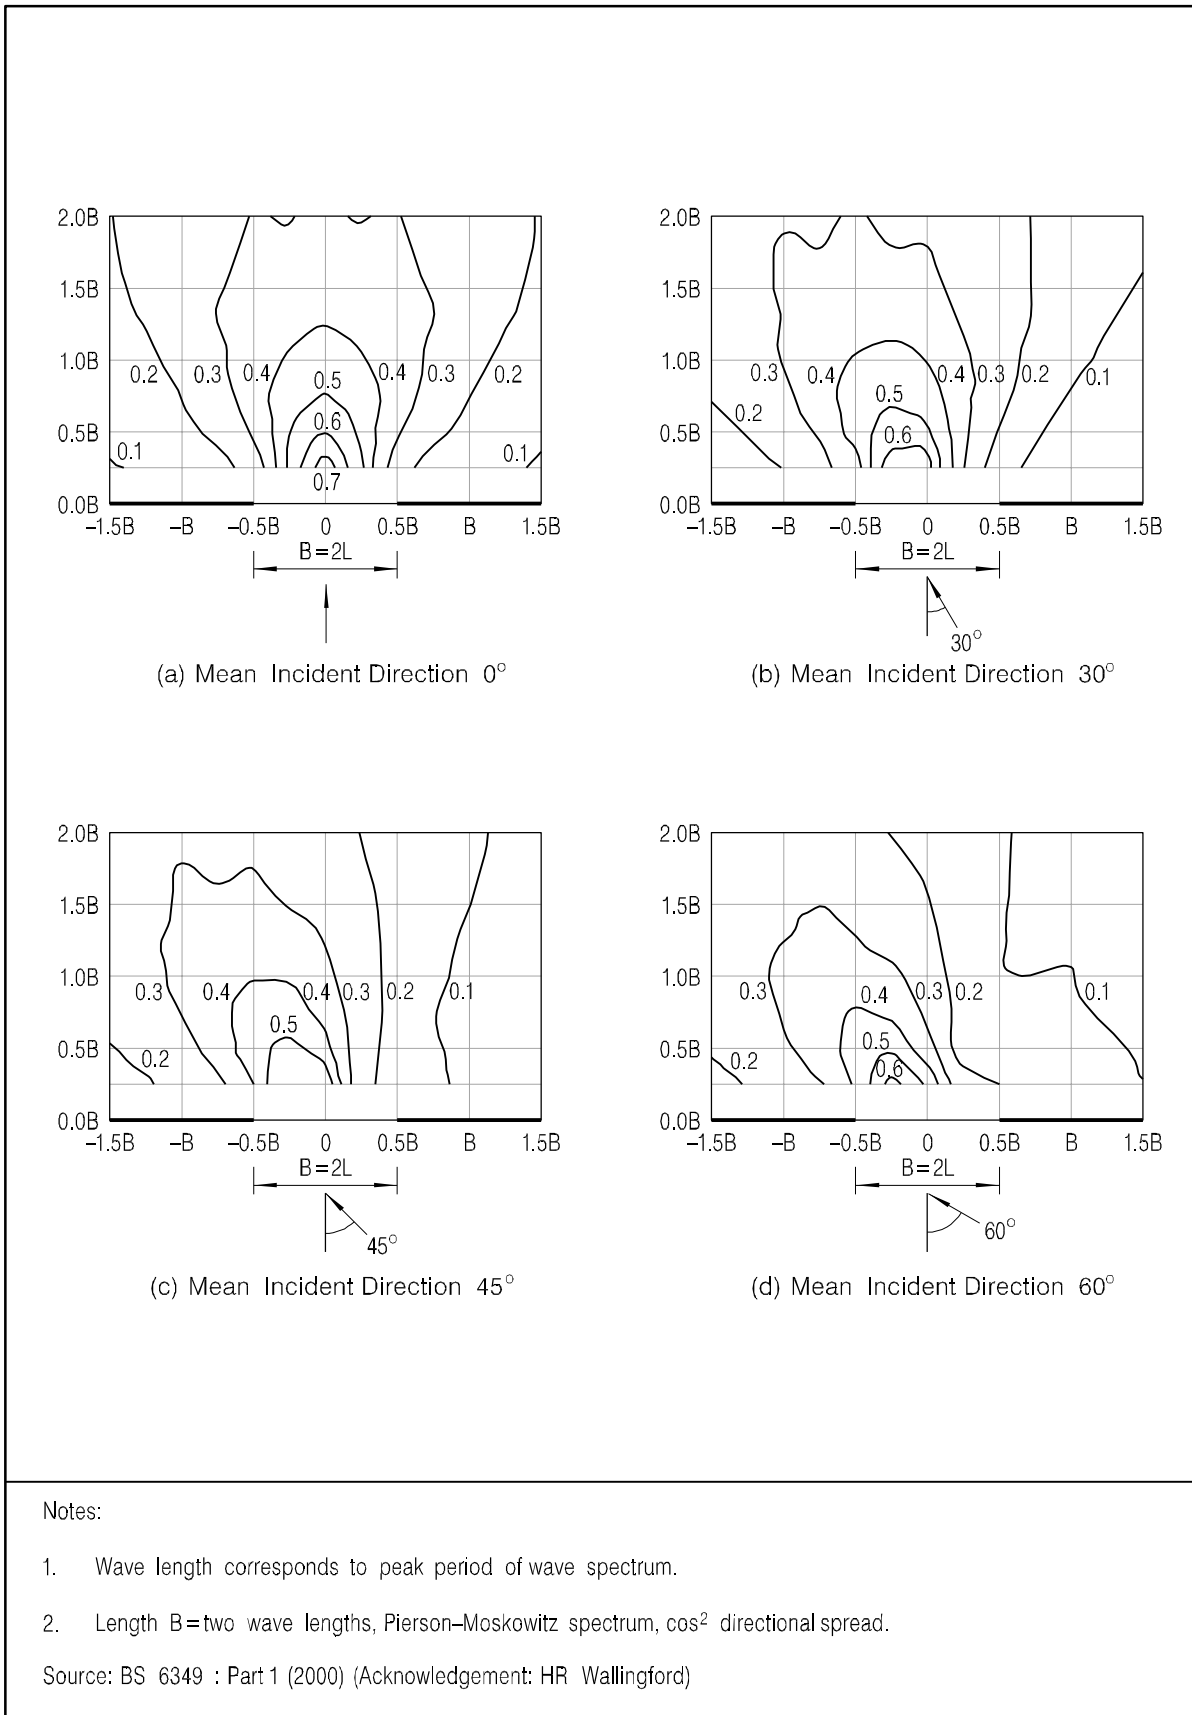 2.0B 2.0B
1.5B 1.5B
1.0B 1.0B
0.2 0.3 0.4 0.5 0.4 0.3 0.2 0.3 0.4 0.5 0.4 0.3 0.2 0.1
0.5B 0.6 0.5B 0.2 0.6
0.1 0.7 0.1
0.0B 0.0B
−1.5B −B −0.5B 0 0.5B B 1.5B −1.5B −B −0.5B 0 0.5B B 1.5B
B=2L B=2L
30°
(a) Mean Incident Direction 0° (b) Mean Incident Direction 30°
2.0B 2.0B
1.5B 1.5B
1.0B 1.0B
0.3 0.4 0.4 0.3 0.2 0.1 0.3 0.4 0.3 0.2 0.1
0.5 0.5
0.5B 0.2 0.5B 0.2 0.6
0.0B 0.0B
−1.5B −B −0.5B 0 0.5B B 1.5B −1.5B −B −0.5B 0 0.5B B 1.5B
B=2L B=2L
45° 60°
(c) Mean Incident Direction 45° (d) Mean Incident Direction 60°
Notes:
1. Wave length corresponds to peak period of wave spectrum.
2. Length B=two wave lengths, Pierson–Moskowitz spectrum, cos² directional spread.
Source: BS 6349 : Part 1 (2000) (Acknowledgement: HR Wallingford)